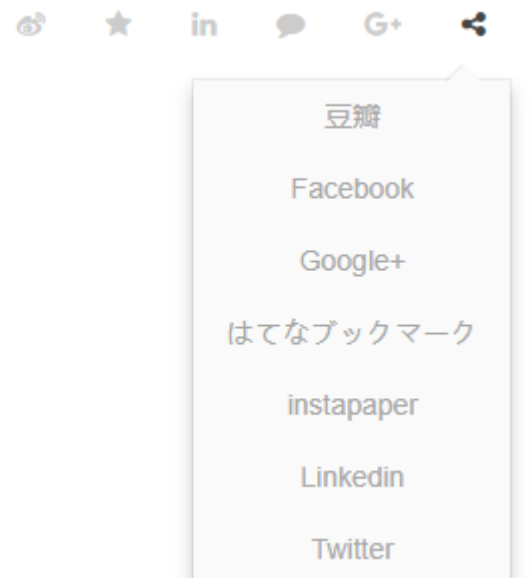 in
G+
豆瓣
Facebook
Google+
はてなブックマーク
instapaper
Linkedin
Twitter